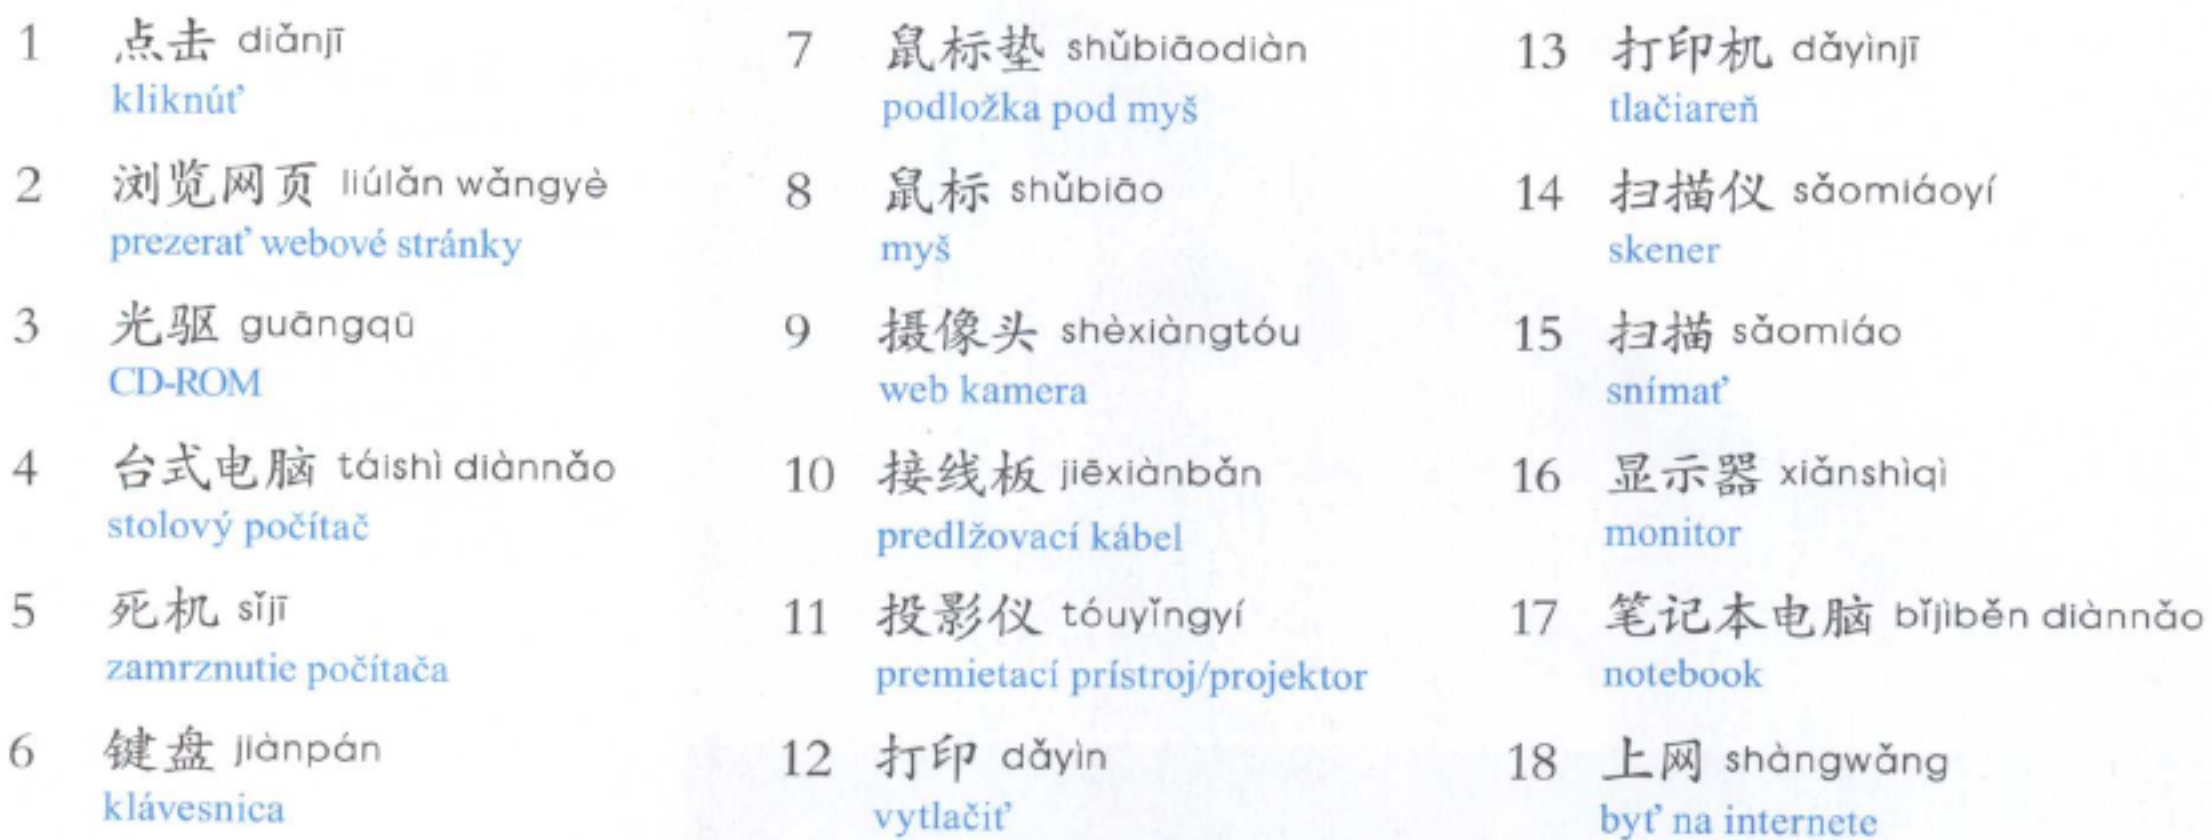 1 点击 diǎnjī
kliknúť
2 浏览网页 liúlǎn wǎngyè
prezerať webové stránky
3 光驱 guāngqū
CD-ROM
4 台式电脑 táishì diànnǎo
stolový počítač
5 死机 sǐjī
zamrznutie počítača
6 键盘 jiànpán
klávesnica
7 鼠标垫 shǔbiāodiàn
podložka pod myš
8 鼠标 shǔbiāo
myš
9 摄像头 shèxiàngtóu
web kamera
10 接线板 jiēxiànbǎn
predlžovací kábel
11 投影仪 tóuyǐngyí
premietací prístroj/projektor
12 打印 dǎyìn
vytlačiť
13 打印机 dǎyìnjī
tlačiareň
14 扫描仪 sǎomiáoyí
skener
15 扫描 sǎomiáo
snímať
16 显示器 xiǎnshìqì
monitor
17 笔记本电脑 bǐjìběn diànnǎo
notebook
18 上网 shàngwǎng
byť na internete